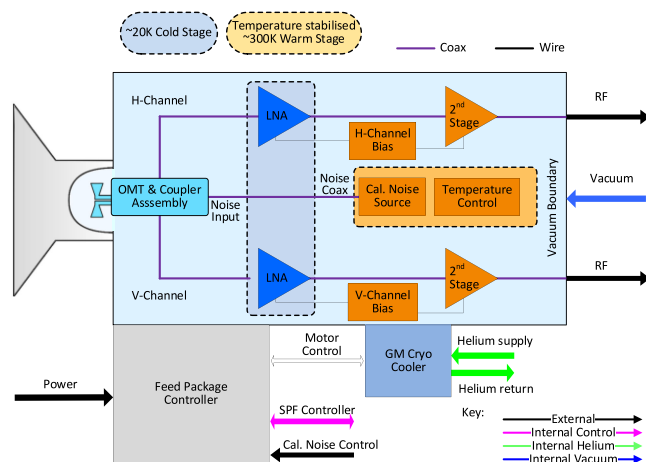 ~20K Cold Stage
Temperature stabilised
~300K Warm Stage
Coax
Wire
H-Channel
LNA
2nd
Stage
RF
H-Channel
Bias
Noise
Coax
Cal. Noise
Source
Temperature
Control
Vacuum Boundary
Vacuum
OMT & Coupler
Asssembly
Noise
Input
V-Channel
LNA
2nd
Stage
RF
V-Channel
Bias
Motor
Control
GM Cryo
Cooler
Helium supply
Helium return
Power
Feed Package
Controller
SPF Controller
Cal. Noise Control
Key:
External
Internal Control
Internal Helium
Internal Vacuum